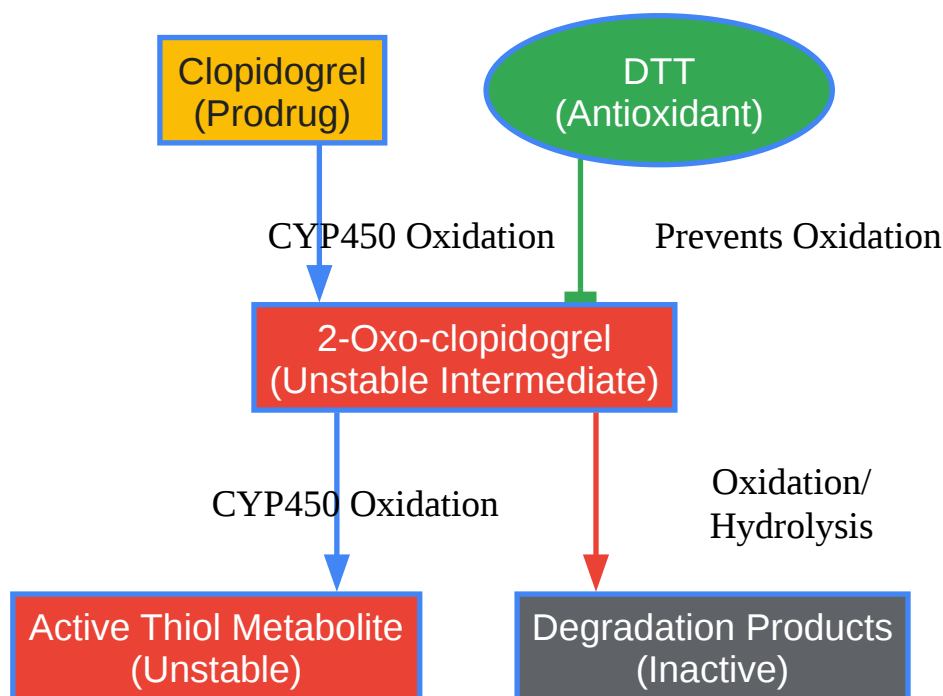 Clopidogrel
(Prodrug)
DTT
(Antioxidant)
CYP450 Oxidation
Prevents Oxidation
2-Oxo-clopidogrel
(Unstable Intermediate)
CYP450 Oxidation
Oxidation/
Hydrolysis
Active Thiol Metabolite
(Unstable)
Degradation Products
(Inactive)